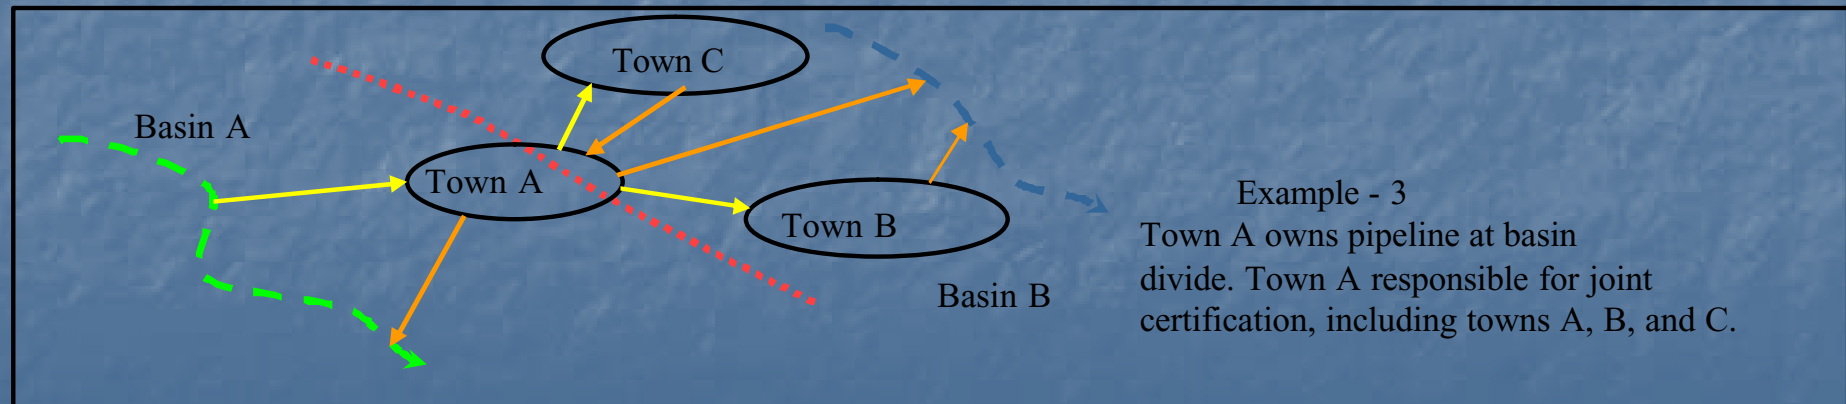 Town C
Basin A
Town A
Town B
Basin B
Example - 3
Town A owns pipeline at basin
divide. Town A responsible for joint
certification, including towns A, B, and C.